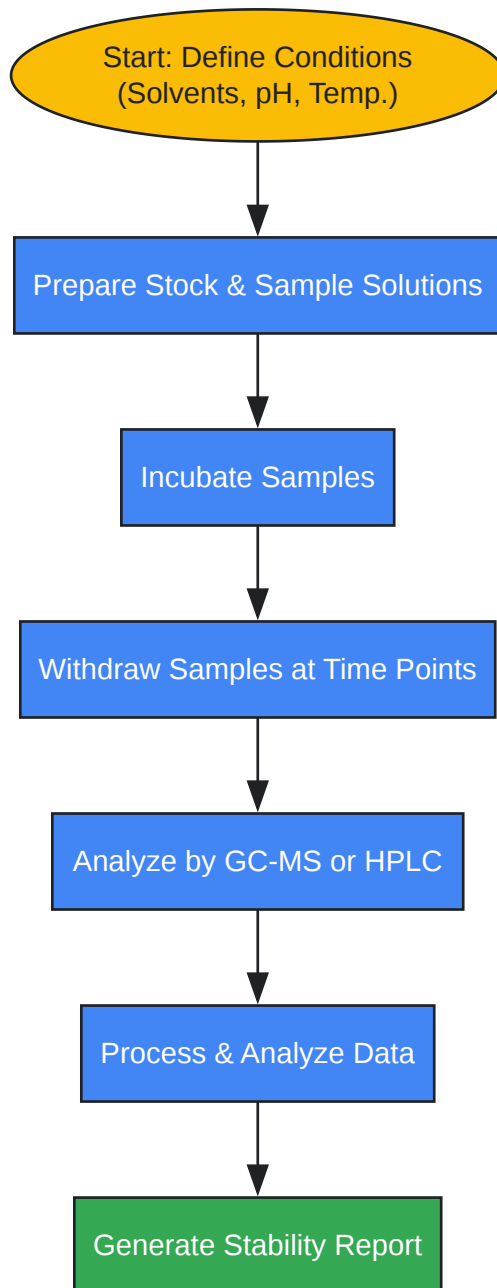 Start: Define Conditions
(Solvents, pH, Temp.)
Prepare Stock & Sample Solutions
Incubate Samples
Withdraw Samples at Time Points
Analyze by GC-MS or HPLC
Process & Analyze Data
Generate Stability Report